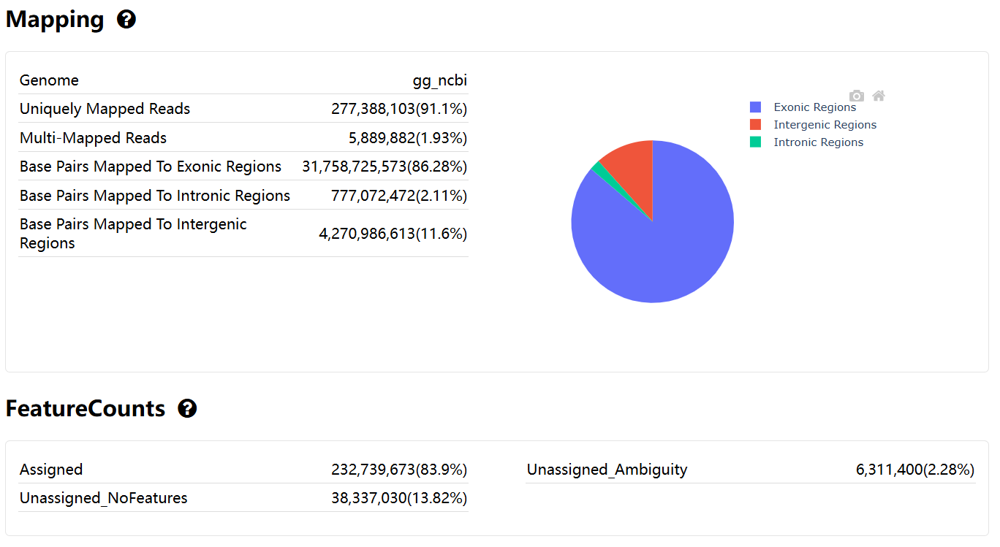 Mapping
Genome gg_ncbi
Uniquely Mapped Reads 277,388,103(91.1%)
Multi-Mapped Reads 5,889,882(1.93%)
Base Pairs Mapped To Exonic Regions 31,758,725,573(86.28%)
Base Pairs Mapped To Intronic Regions 777,072,472(2.11%)
Base Pairs Mapped To Intergenic
Regions 4,270,986,613(11.6%)
Exonic Regions
Intergenic Regions
Intronic Regions
FeatureCounts
Assigned 232,739,673(83.9%)
Unassigned_NoFeatures 38,337,030(13.82%)
Unassigned_Ambiguity 6,311,400(2.28%)